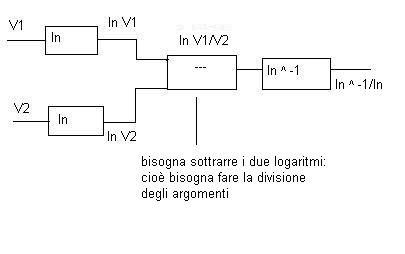 V1
ln
ln V1
ln V1/V2
---
ln ^ -1
ln ^ -1/ln
V2
ln
ln V2
bisogna sottrarre i due logaritmi:
cioè bisogna fare la divisione
degli argomenti